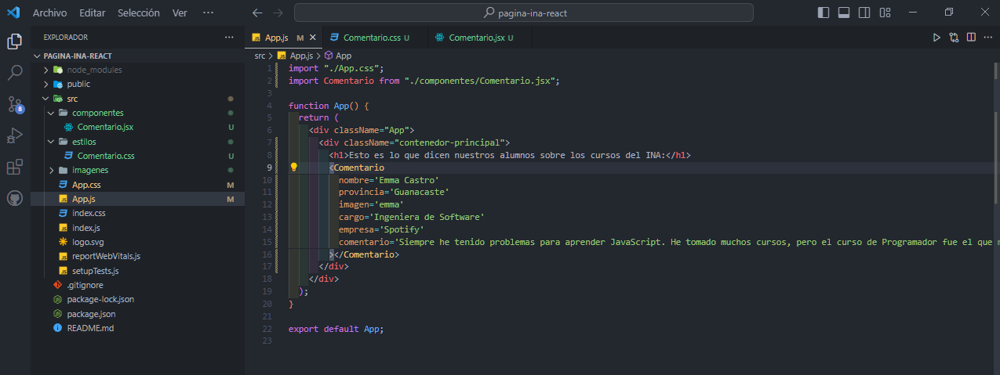 Archivo Editar Selección Ver ···
pagina-ina-react
EXPLORADOR ···
PAGINA-INA-REACT
node_modules
public
src
componentes
Comentario.jsx U
estilos
Comentario.css U
imagenes
App.css M
App.js M
index.css
index.js
logo.svg
reportWebVitals.js
setupTests.js
.gitignore
package-lock.json
package.json
README.md
8
App.js M
Comentario.css U
Comentario.jsx U
src > App.js > App
1 import "./App.css";
2 import Comentario from "./componentes/Comentario.jsx";
3
4 function App() {
5 return (
6 <div className="App">
7 <div className="contenedor-principal">
8 <h1>Esto es lo que dicen nuestros alumnos sobre los cursos del INA:</h1>
9 <Comentario
10 nombre='Emma Castro'
11 provincia='Guanacaste'
12 imagen='emma'
13 cargo='Ingeniera de Software'
14 empresa='Spotify'
15 comentario='Siempre he tenido problemas para aprender JavaScript. He tomado muchos cursos, pero el curso de Programador fue el que
16 ></Comentario>
17 </div>
18 </div>
19 );
20 }
21
22 export default App;
23